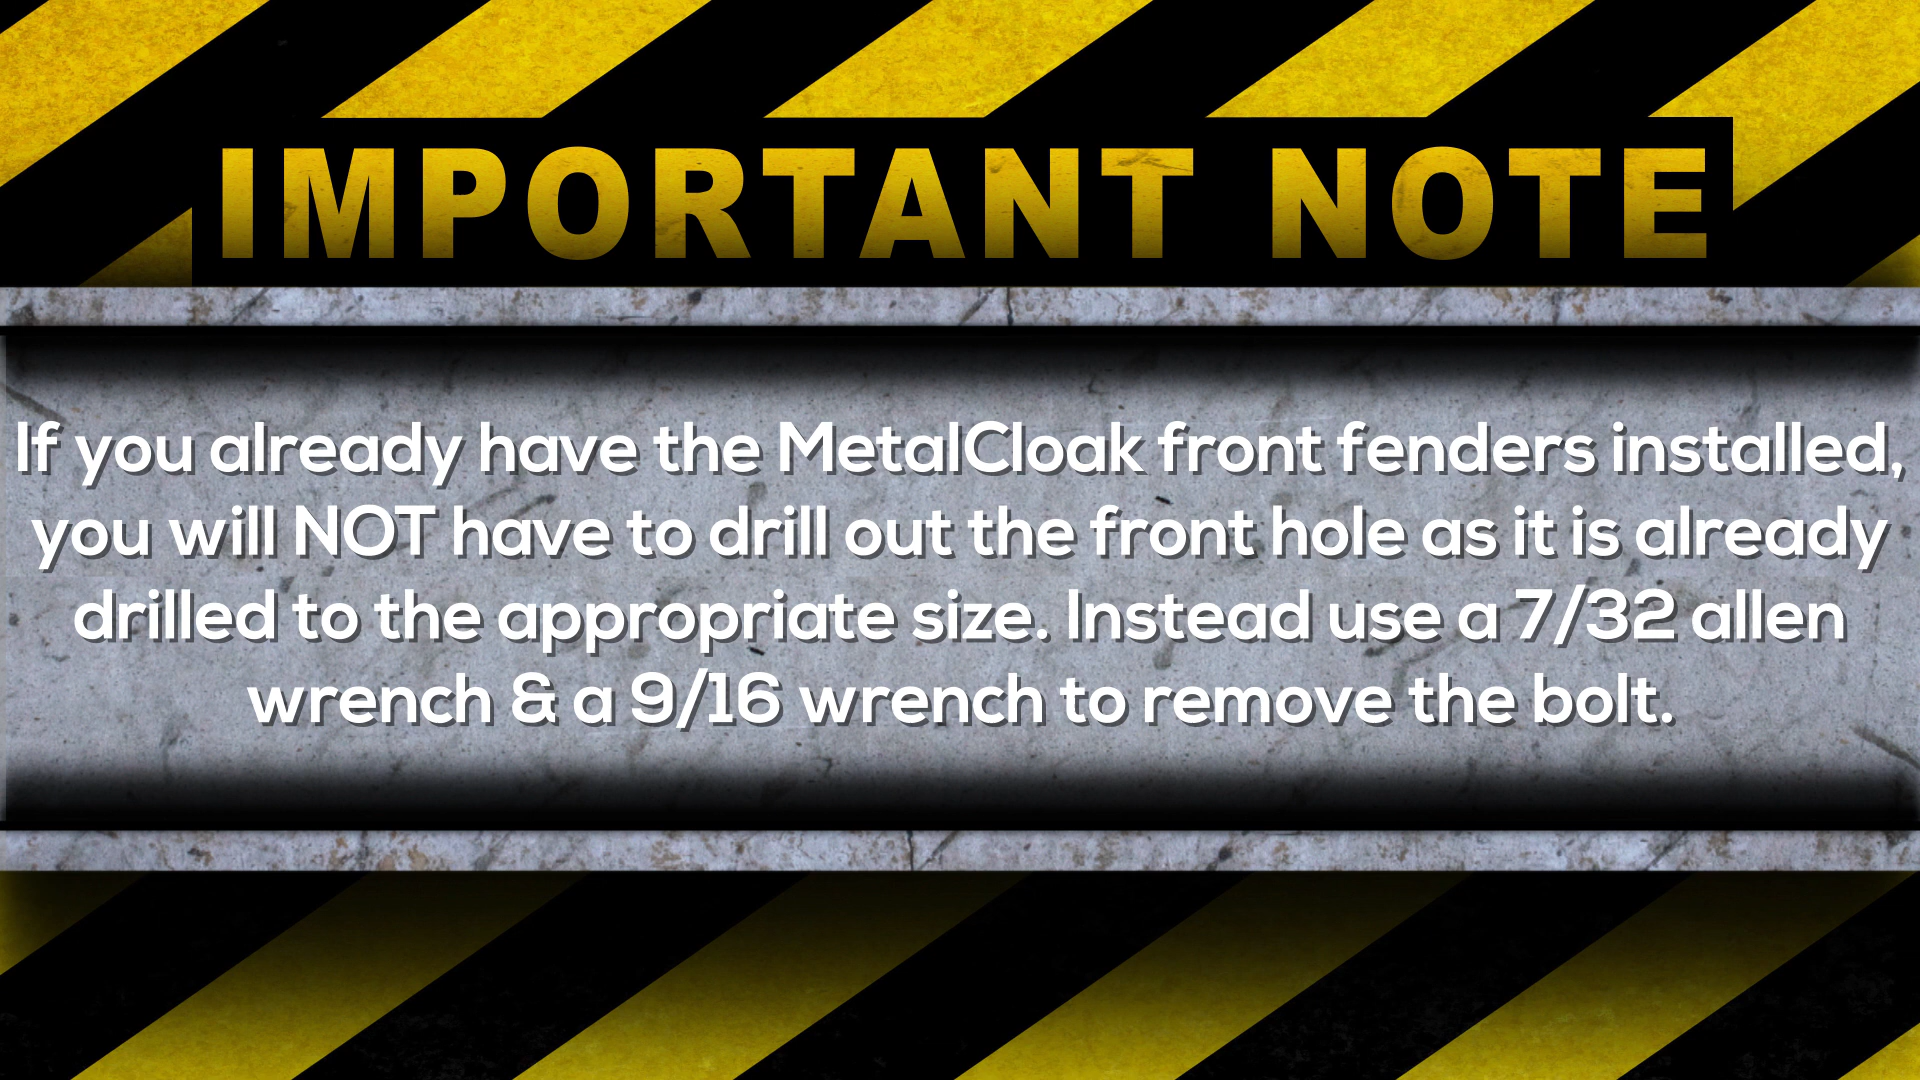 IMPORTANT NOTE
If you already have the MetalCloak front fenders installed,
you will NOT have to drill out the front hole as it is already
drilled to the appropriate size. Instead use a 7/32 allen
wrench & a 9/16 wrench to remove the bolt.